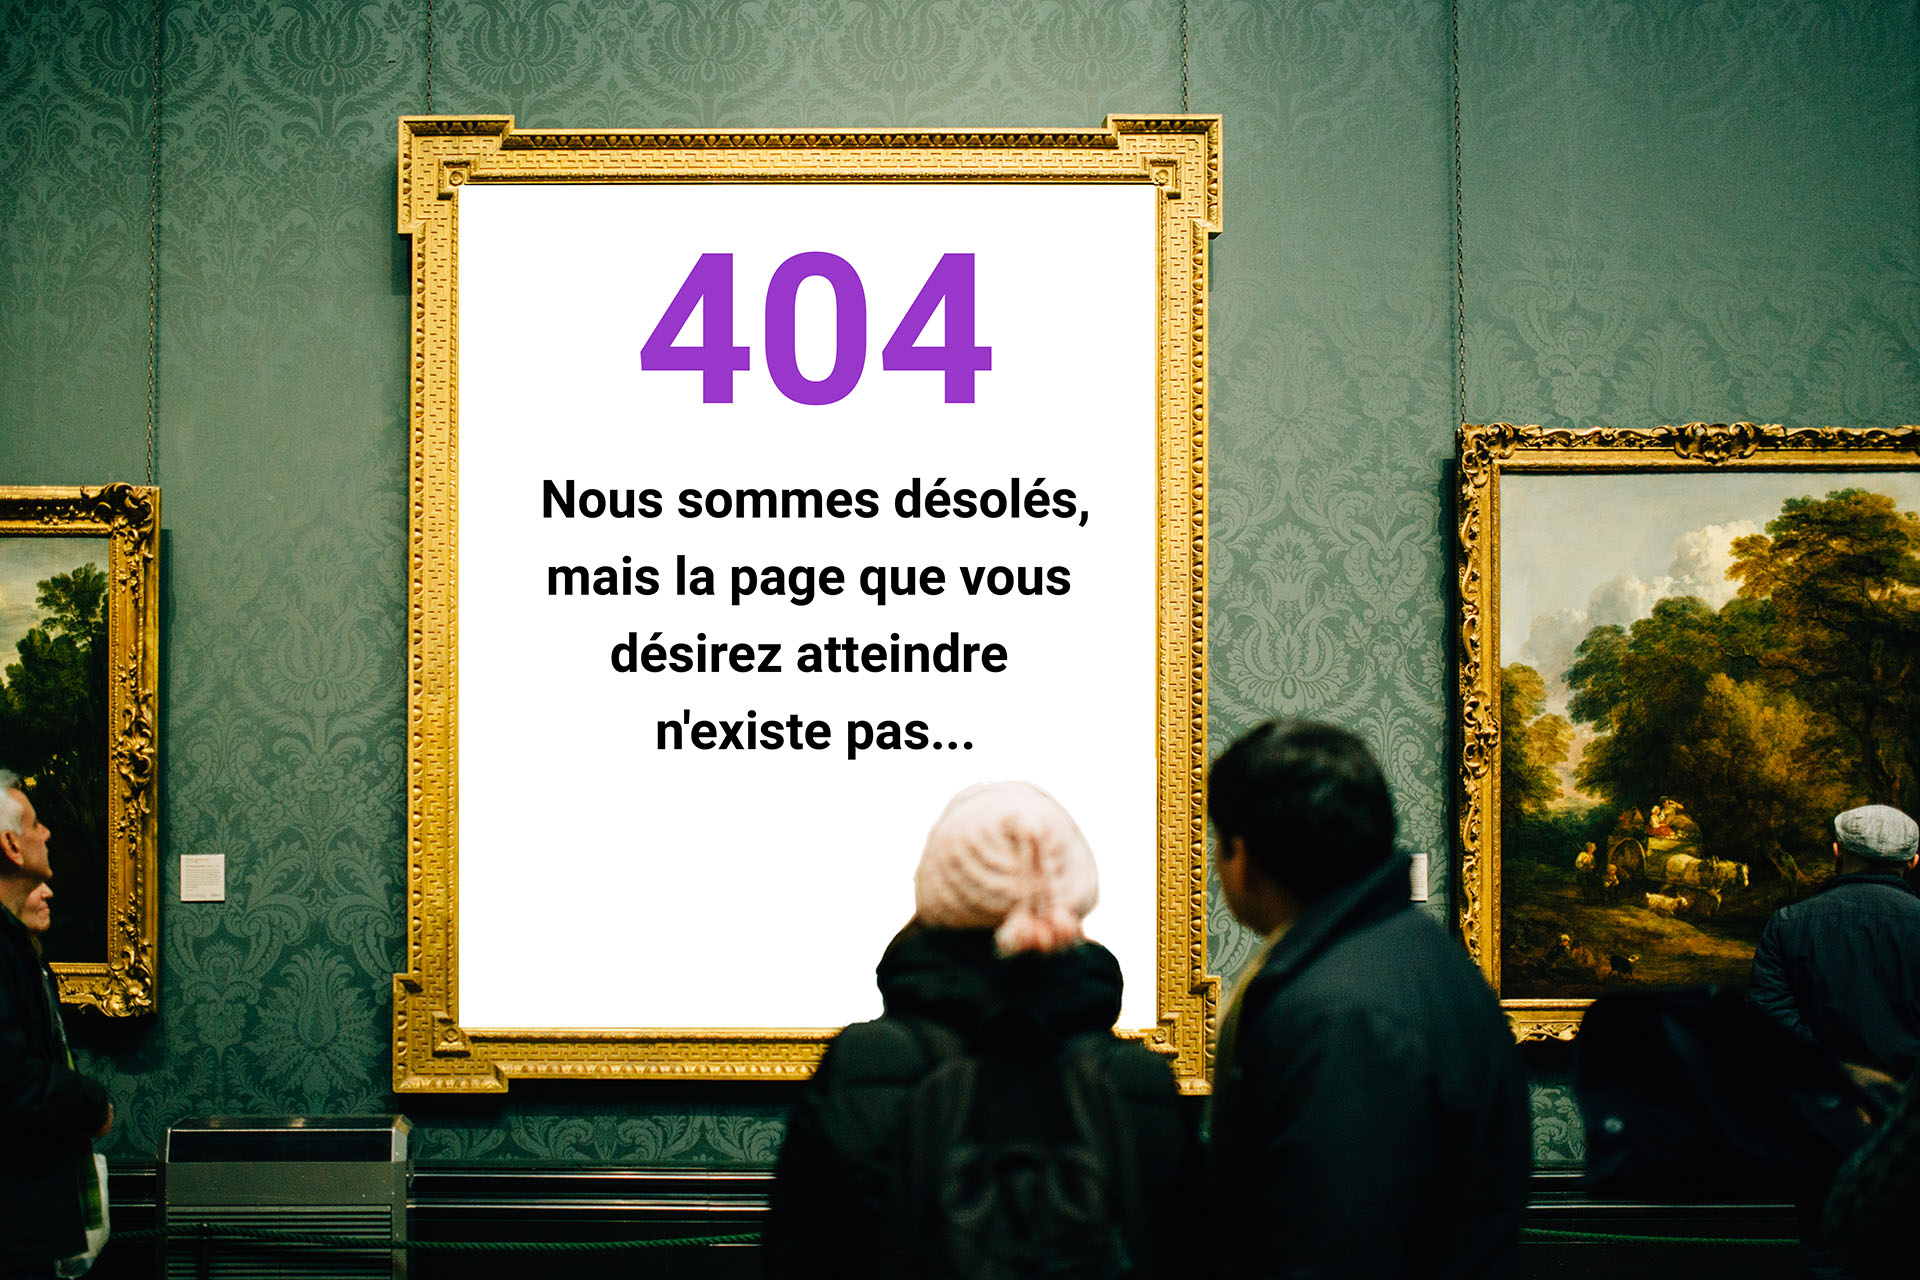 404
Nous sommes désolés,
mais la page que vous
désirez atteindre
n'existe pas...